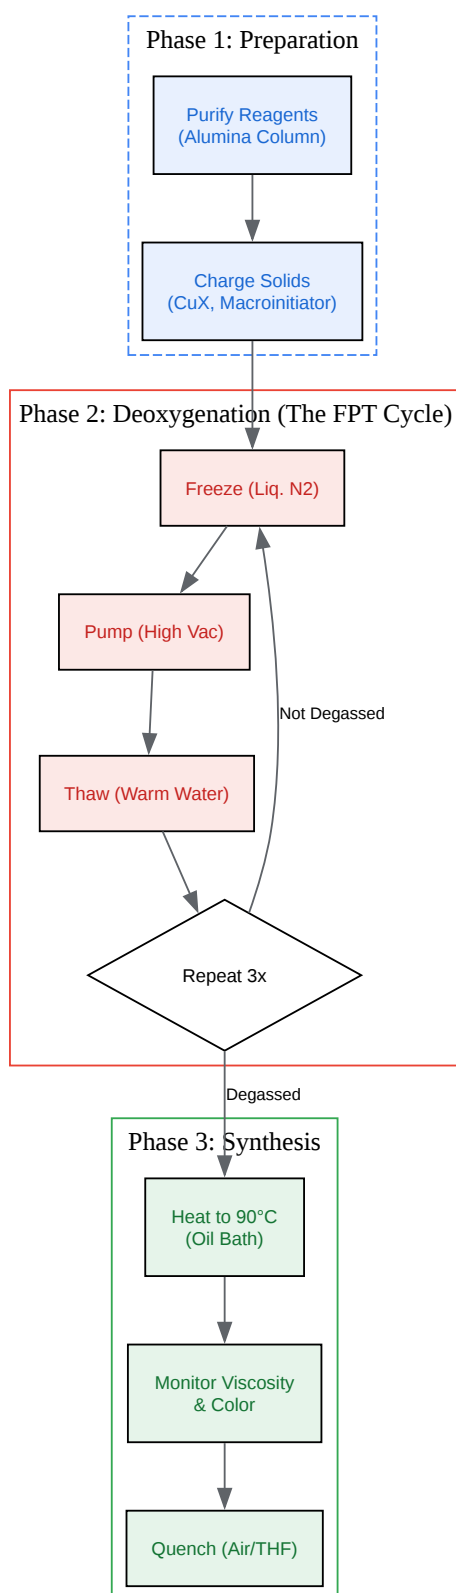 Phase 1: Preparation
Purify Reagents
(Alumina Column)
Charge Solids
(CuX, Macroinitiator)
Phase 2: Deoxygenation (The FPT Cycle)
Freeze (Liq. N2)
Pump (High Vac)
Not Degassed
Thaw (Warm Water)
Repeat 3x
Degassed
Phase 3: Synthesis
Heat to 90°C
(Oil Bath)
Monitor Viscosity
& Color
Quench (Air/THF)